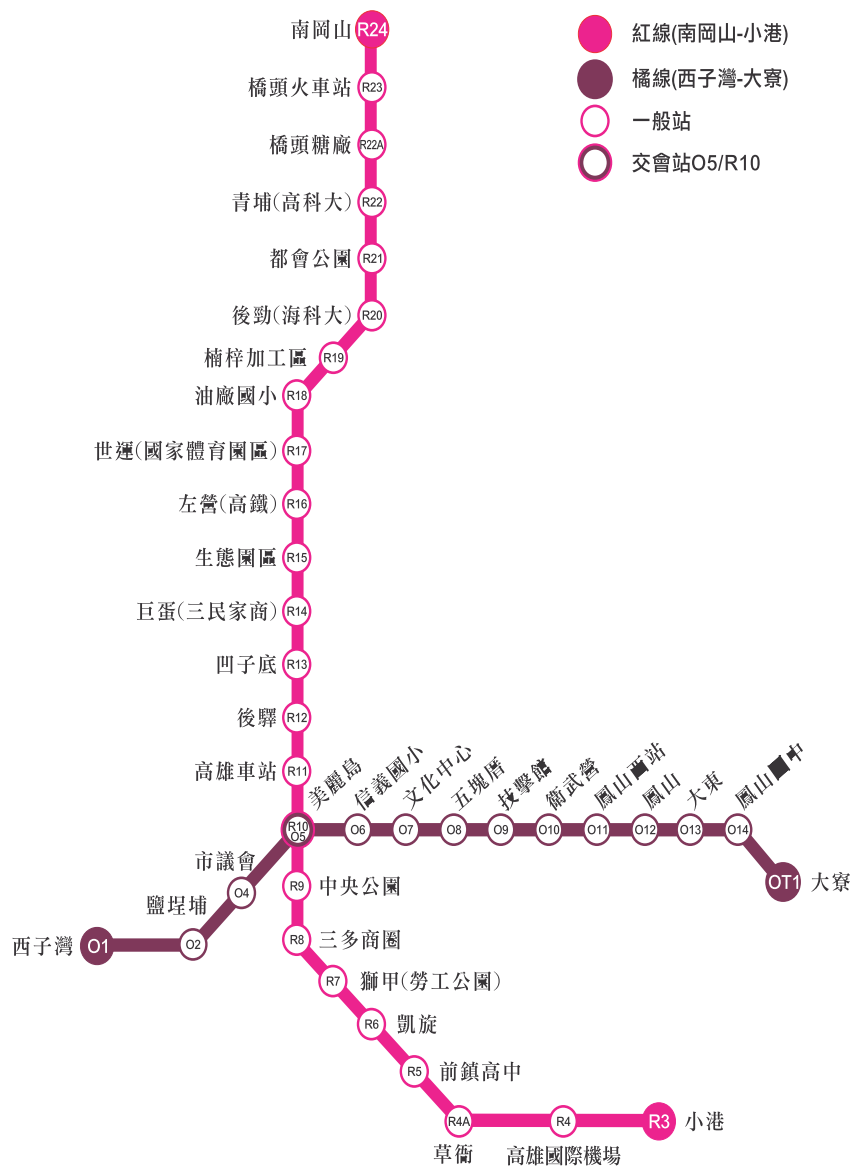 南岡山 R24
橋頭火車站 R23
橋頭糖廠 R22A
青埔(高科大) R22
都會公園 R21
後勁(海科大) R20
楠梓加工區 R19
油廠國小 R18
世運(國家體育園區) R17
左營(高鐵) R16
生態園區 R15
巨蛋(三民家商) R14
凹子底 R13
後驛 R12
高雄車站 R11
紅線(南岡山-小港)
橘線(西子灣-大寮)
一般站
交會站O5/R10
美麗島
R10
O5
信義國小
O6
文化中心
O7
五塊厝
O8
技擊館
O9
衛武營
O10
鳳山西站
O11
鳳山
O12
大東
O13
鳳山國中
O14
OT1 大寮
市議會
O4
鹽埕埔
O2
西子灣 O1
R9 中央公園
R8 三多商圈
R7 獅甲(勞工公園)
R6 凱旋
R5 前鎮高中
R4A
草衙
R4
高雄國際機場
R3 小港